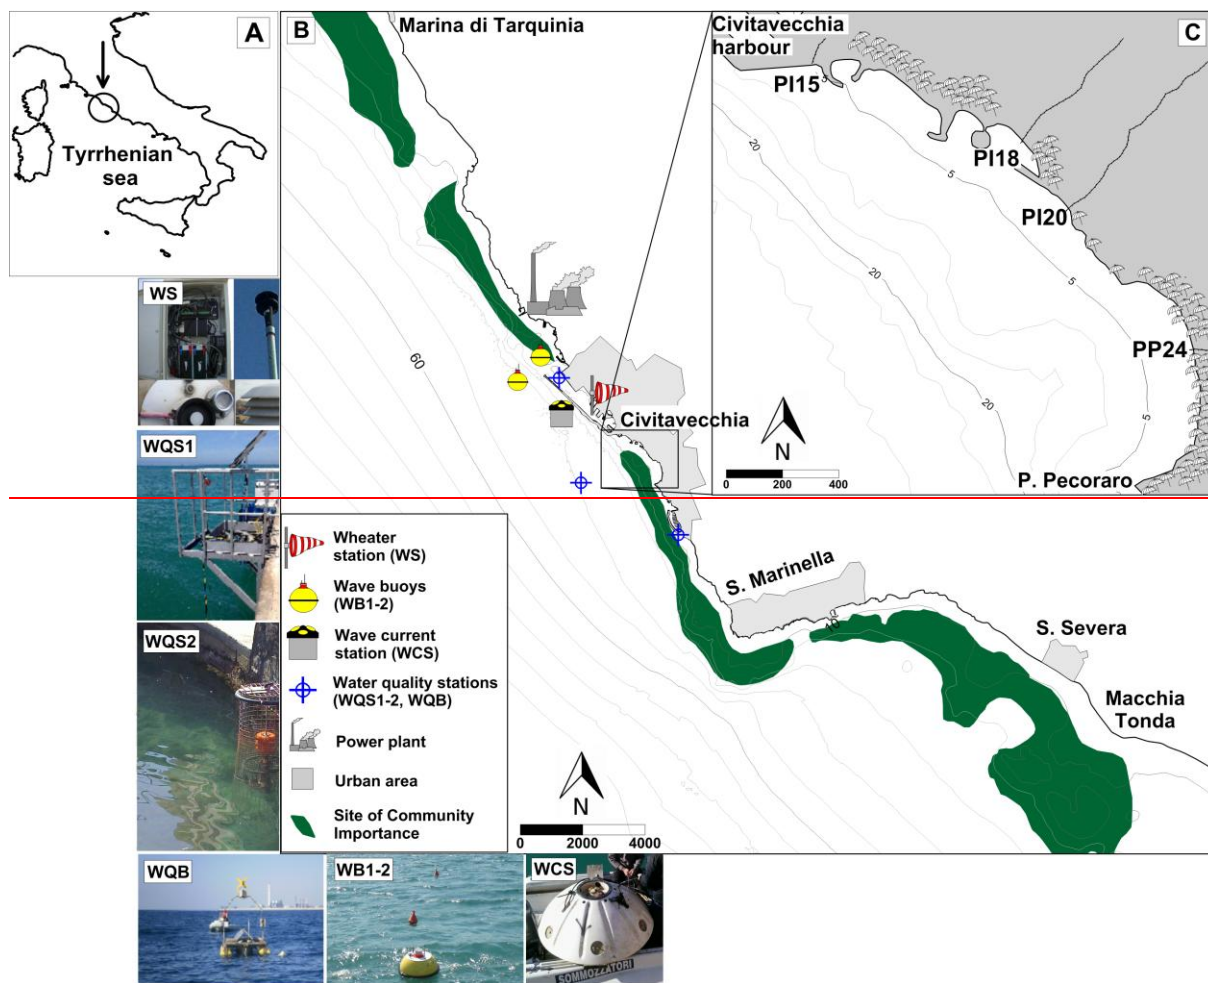 A
Tyrrhenian
sea
B
Marina di Tarquinia
60
Civitavecchia
S. Marinella
10
S. Severa
Macchia
Tonda
Civitavecchia
harbour
C
PI15
5
20
5
PI18
PI20
20
5
PP24
20
5
N
0 200 400
P. Pecoraro
WS
WQS1
WQS2
Wheater
station (WS)
Wave buoys
(WB1-2)
Wave current
station (WCS)
Water quality stations
(WQS1-2, WQB)
Power plant
Urban area
Site of Community
Importance
N
0 2000 4000
WQB
WB1-2
WCS
SOMMOZZATORI